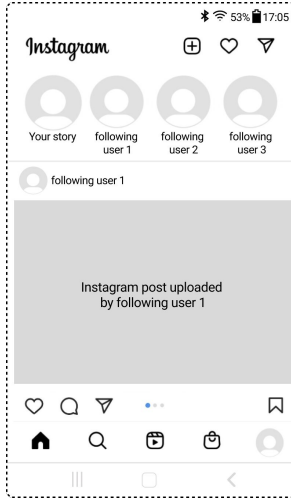 53% 17:05
Instagram
Your story
following
user 1
following
user 2
following
user 3
following user 1
Instagram post uploaded
by following user 1